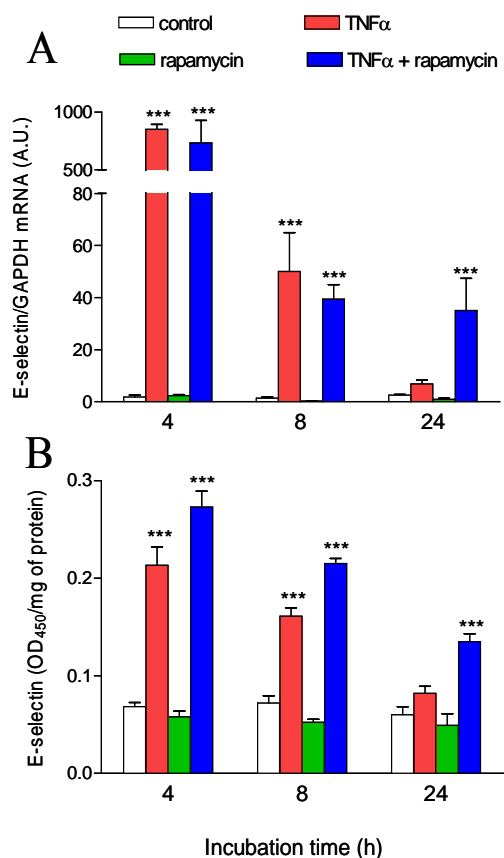 control
TNFα
rapamycin
TNFα + rapamycin
A
E-selectin/GAPDH mRNA (A.U.)
1000
500
80
60
40
20
0
*** ***
***
***
***
4 8 24
B
E-selectin (OD450/mg of protein)
0.3
0.2
0.1
0.0
***
***
***
***
***
4 8 24
Incubation time (h)